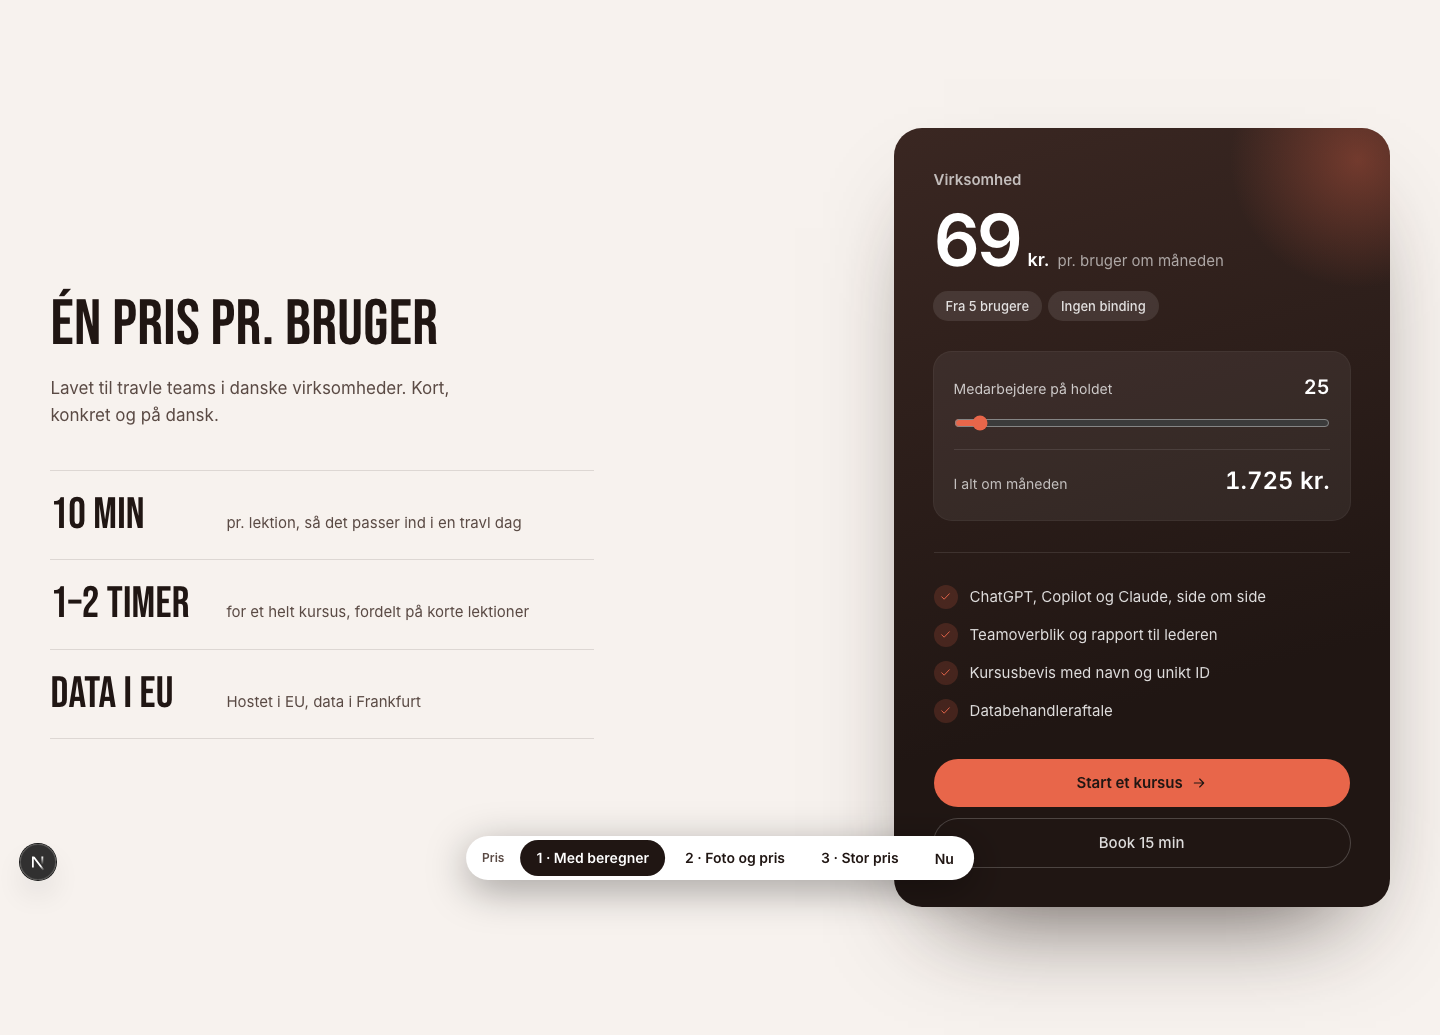 ÉN PRIS PR. BRUGER
Lavet til travle teams i danske virksomheder. Kort,
konkret og på dansk.
10 MIN
pr. lektion, så det passer ind i en travl dag
1–2 TIMER
for et helt kursus, fordelt på korte lektioner
DATA I EU
Hostet i EU, data i Frankfurt
Virksomhed
69 kr. pr. bruger om måneden
Fra 5 brugere
Ingen binding
Medarbejdere på holdet
25
I alt om måneden
1.725 kr.
ChatGPT, Copilot og Claude, side om side
Teamoverblik og rapport til lederen
Kursusbevis med navn og unikt ID
Databehandleraftale
Start et kursus →
Book 15 min
N
Pris
1 · Med beregner
2 · Foto og pris
3 · Stor pris
Nu